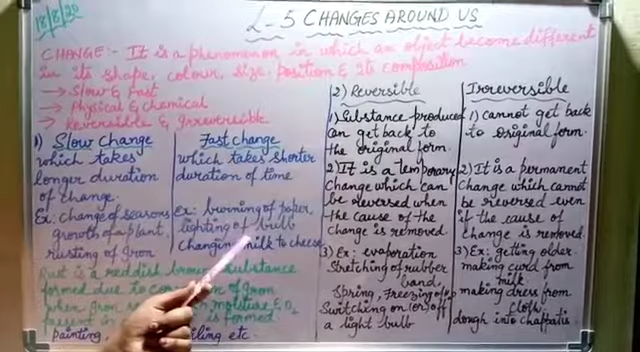 18/8/20
L-5 CHANGES AROUND US
CHANGE:- It is a phenomenon in which an object become different
in its shape, colour, size, position & its composition
→ Slow & fast
→ Physical & chemical
→ Reversible & Irreversible
1) Slow Change
which takes
longer duration
of change.
Ex: change of seasons
growth of a plant
rusting of iron
Fast change
which takes shorter
duration of time
Ex: burning of paper,
lighting of bulb
changing milk to cheese
Rust is a reddish brown substance
formed due to of iron
when iron moisture & O2
present in is formed
Painting, etc.
2) Reversible
1) Substance produced
can get back to
the original form.
2) It is a temporary
change which can
be reversed when
the cause of the
change is removed.
3) Ex: evaporation
Stretching of rubber
band,
Spring, Freezing of
Switching on (or) off
a light bulb
Irreversible
1) cannot get back
to original form.
2) It is a permanent
change which cannot
be reversed even
if the cause of
change is removed.
3) Ex: getting older
making curd from
milk
making dress from
cloth
dough into chappatis